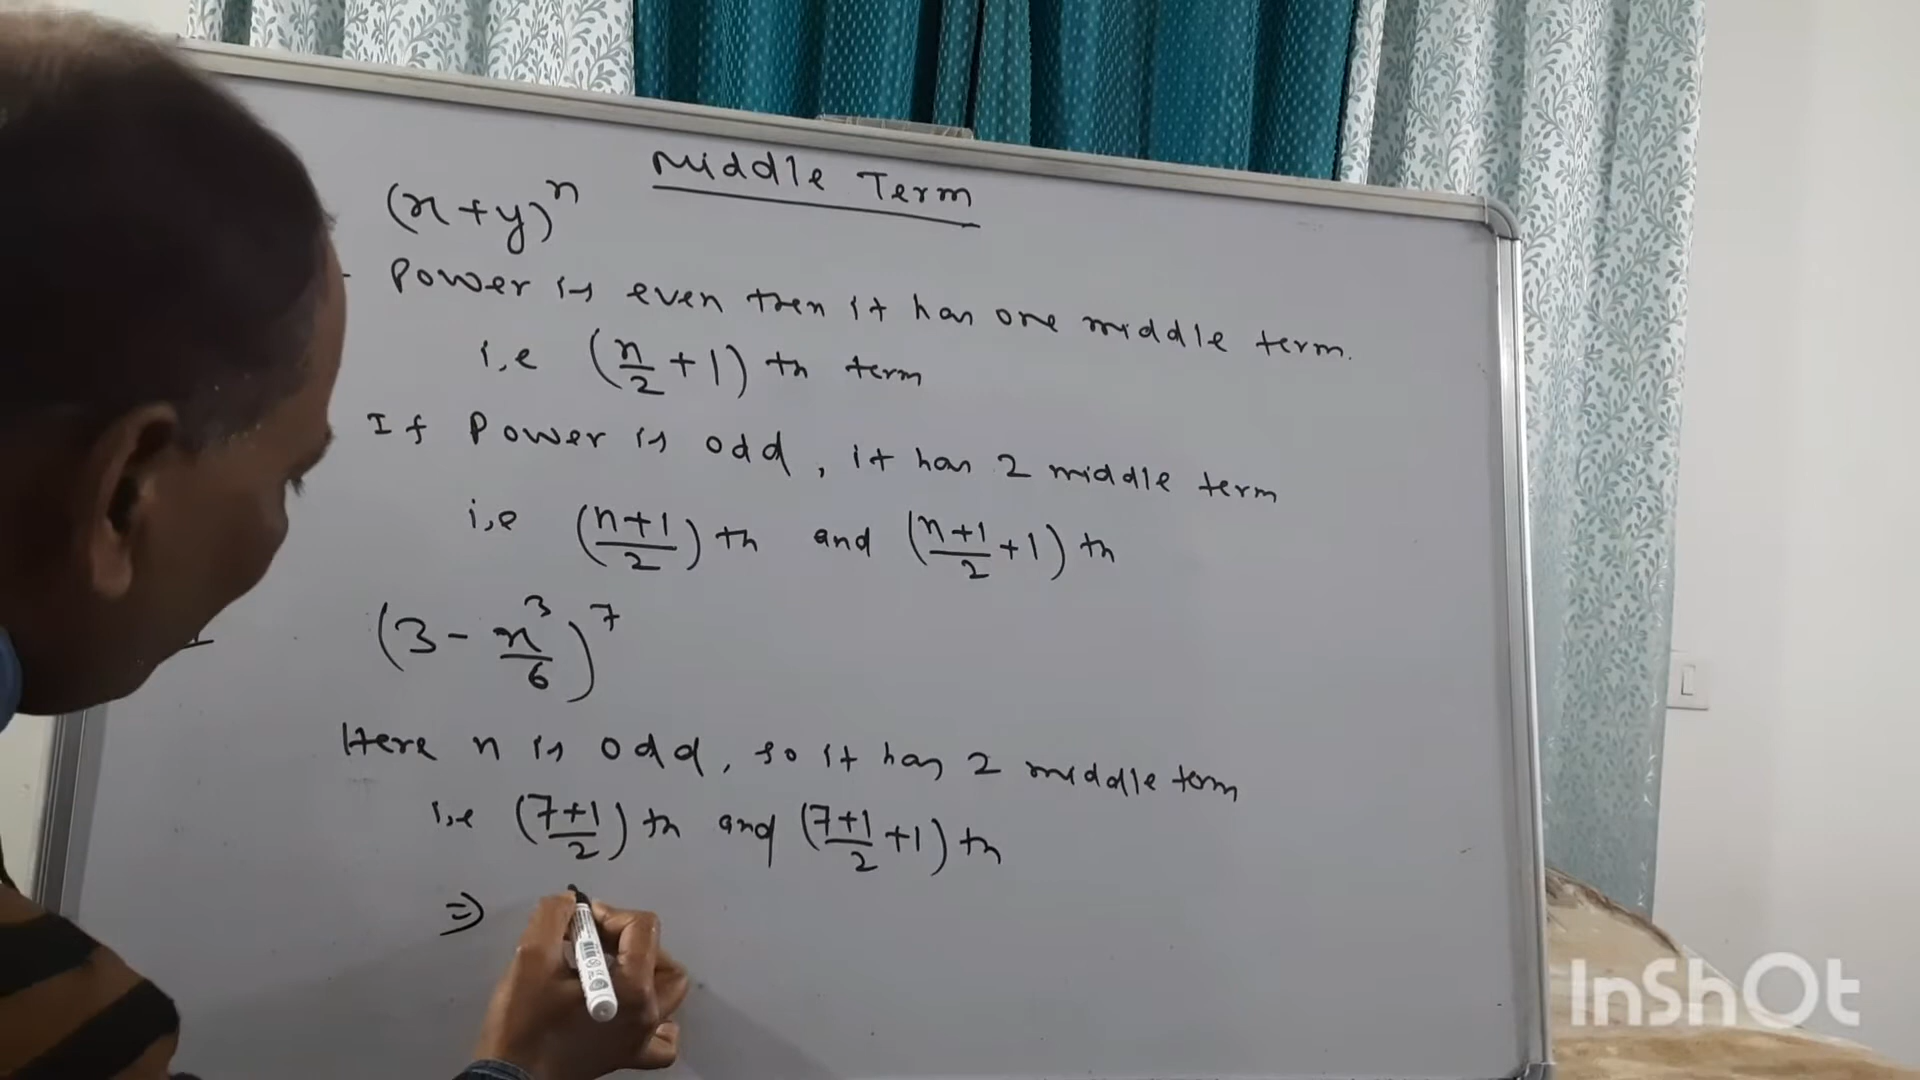 Middle Term
(x+y)^n
Power is even then it has one middle term.
i,e (n/2 + 1) th term
If Power is odd, it has 2 middle term
i,e ((n+1)/2) th and ((n+1)/2 + 1) th
(3 - x^3/6)^7
Here n is odd, so it has 2 middle term
i,e ((7+1)/2) th and ((7+1)/2 + 1) th
⇒
InShOt